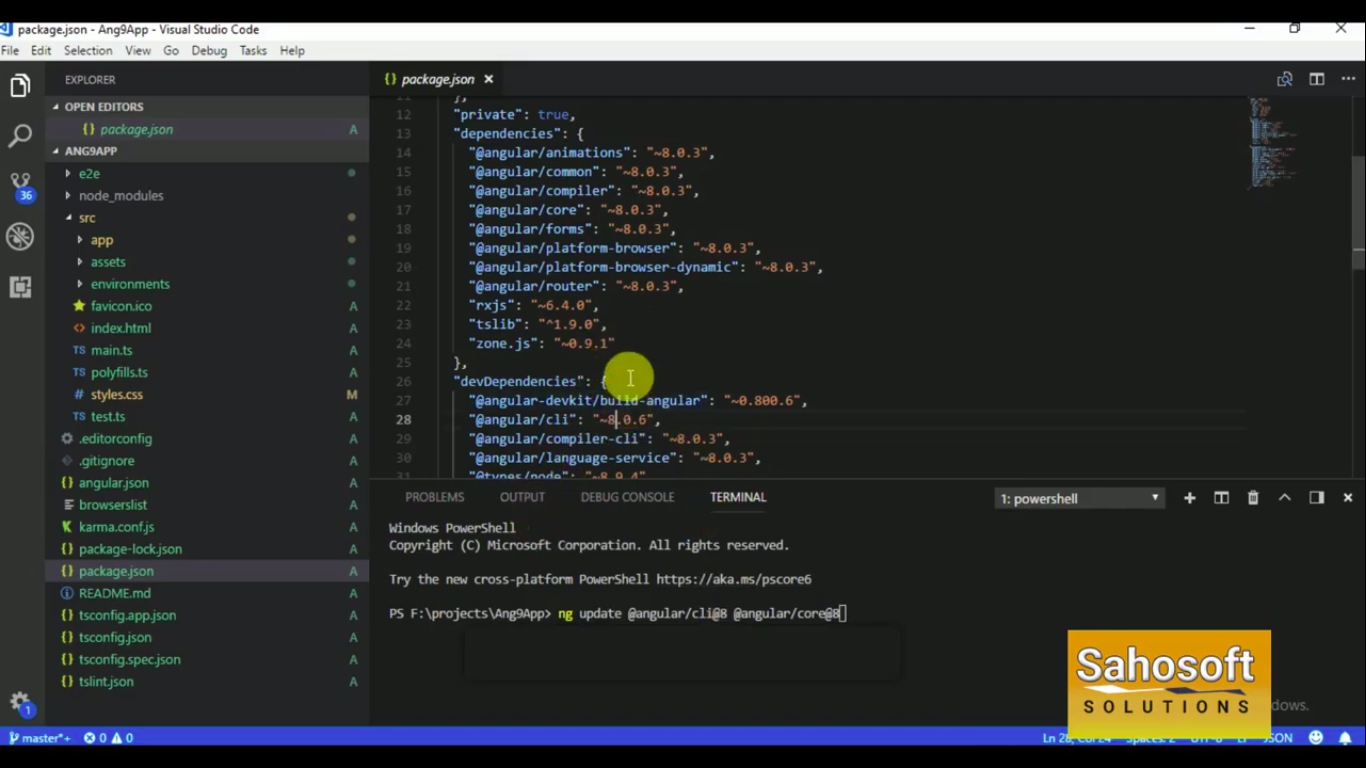 package.json - Ang9App - Visual Studio Code
File Edit Selection View Go Debug Tasks Help
EXPLORER
OPEN EDITORS
{} package.json A
ANG9APP
e2e
node_modules
src
app
assets
environments
favicon.ico A
<> index.html A
TS main.ts A
TS polyfills.ts A
# styles.css M
TS test.ts A
.editorconfig A
.gitignore A
{} angular.json A
browserslist A
K karma.conf.js A
{} package-lock.json A
{} package.json A
README.md A
{} tsconfig.app.json A
{} tsconfig.json A
{} tsconfig.spec.json A
{} tslint.json A
36
1
{} package.json ×
12 "private": true,
13 "dependencies": {
14 "@angular/animations": "~8.0.3",
15 "@angular/common": "~8.0.3",
16 "@angular/compiler": "~8.0.3",
17 "@angular/core": "~8.0.3",
18 "@angular/forms": "~8.0.3",
19 "@angular/platform-browser": "~8.0.3",
20 "@angular/platform-browser-dynamic": "~8.0.3",
21 "@angular/router": "~8.0.3",
22 "rxjs": "~6.4.0",
23 "tslib": "^1.9.0",
24 "zone.js": "~0.9.1"
25 },
26 "devDependencies": {
27 "@angular-devkit/build-angular": "~0.800.6",
28 "@angular/cli": "~8.0.6",
29 "@angular/compiler-cli": "~8.0.3",
30 "@angular/language-service": "~8.0.3",
31 "@types/node": "~8.9.4"
PROBLEMS OUTPUT DEBUG CONSOLE TERMINAL 1: powershell
Windows PowerShell
Copyright (C) Microsoft Corporation. All rights reserved.
Try the new cross-platform PowerShell https://aka.ms/pscore6
PS F:\projects\Ang9App> ng update @angular/cli@8 @angular/core@8
Sahosoft
SOLUTIONS
master*+ 0 0 Ln 28, Col 24 Spaces: 2 UTF-8 LF JSON